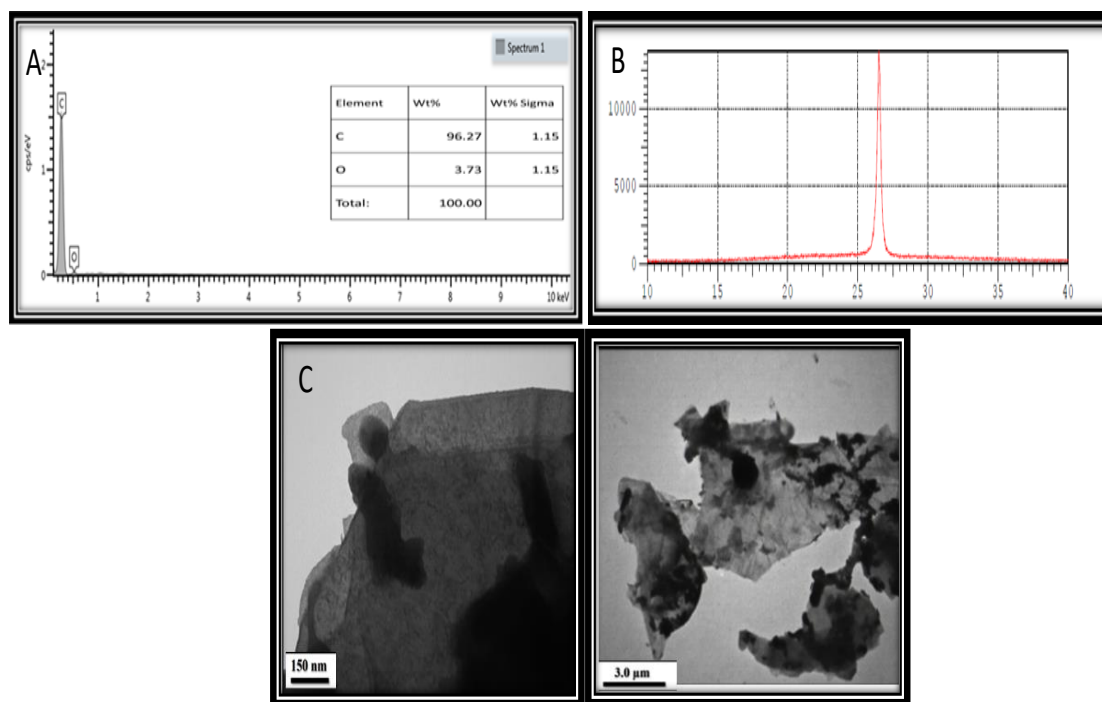 A
Spectrum 1
C
O
cps/eV
2
1
0
Element Wt% Wt% Sigma
C 96.27 1.15
O 3.73 1.15
Total: 100.00
1 2 3 4 5 6 7 8 9 10 keV
B
10000
5000
0
10 15 20 25 30 35 40
C
150 nm
3.0 µm